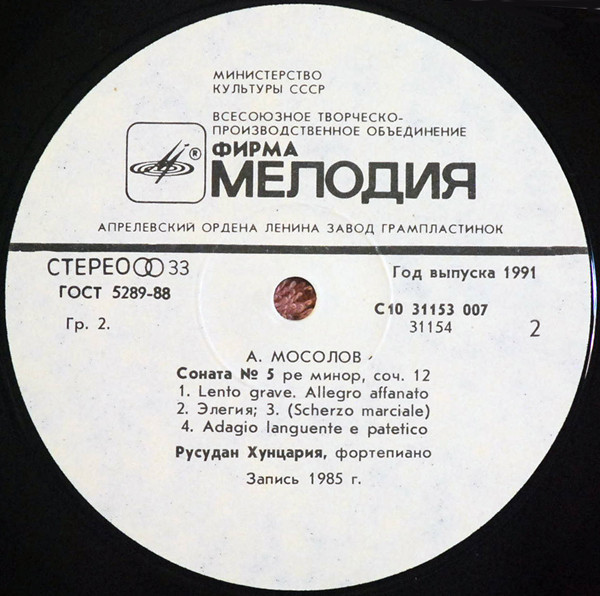 МИНИСТЕРСТВО
КУЛЬТУРЫ СССР
ВСЕСОЮЗНОЕ ТВОРЧЕСКО-
ПРОИЗВОДСТВЕННОЕ ОБЪЕДИНЕНИЕ
®
ФИРМА
МЕЛОДИЯ
АПРЕЛЕВСКИЙ ОРДЕНА ЛЕНИНА ЗАВОД ГРАМПЛАСТИНОК
СТЕРЕО 33
Год выпуска 1991
ГОСТ 5289-88
С10 31153 007
Гр. 2.
31154
2
А. МОСОЛОВ
Соната № 5 ре минор, соч. 12
1. Lento grave. Allegro affanato
2. Элегия; 3. (Scherzo marciale)
4. Adagio languente e patetico
Русудан Хунцария, фортепиано
Запись 1985 г.